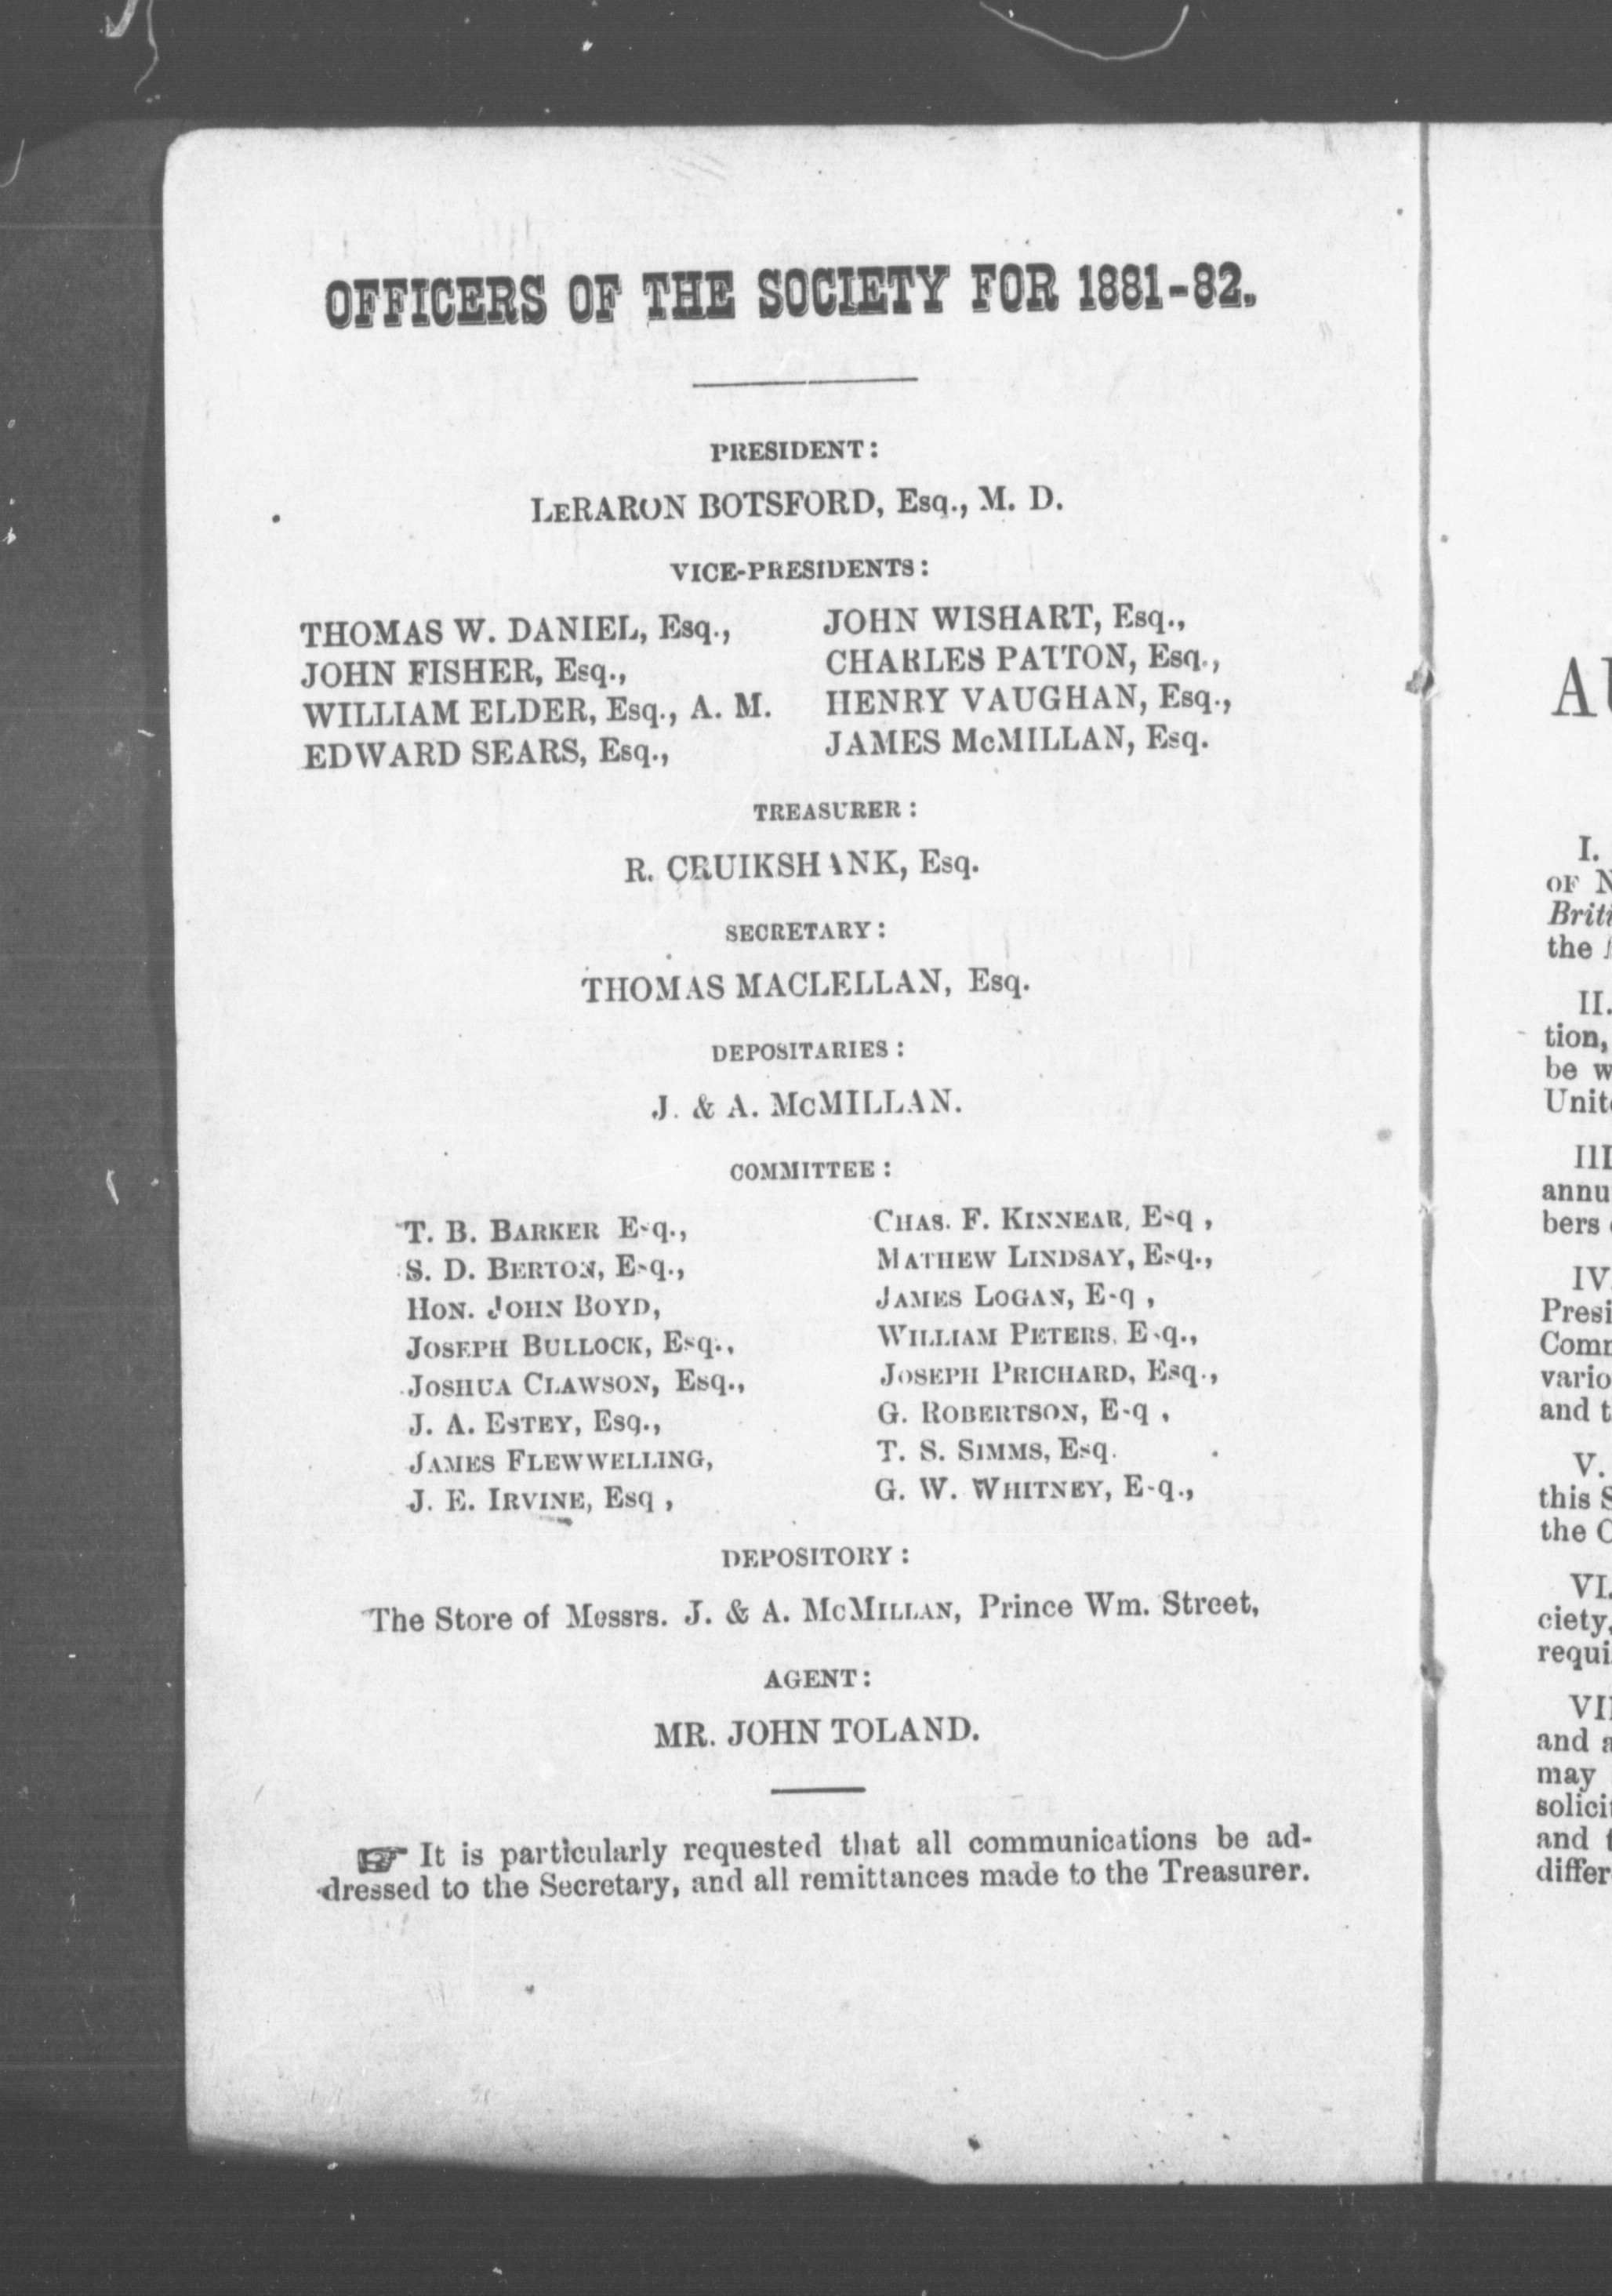 OFFICERS OF THE SOCIETY FOR 1881-82.
PRESIDENT:
LeRARON BOTSFORD, Esq., M. D.
VICE-PRESIDENTS:
THOMAS W. DANIEL, Esq.,
JOHN FISHER, Esq.,
WILLIAM ELDER, Esq., A. M.
EDWARD SEARS, Esq.,
JOHN WISHART, Esq.,
CHARLES PATTON, Esq.,
HENRY VAUGHAN, Esq.,
JAMES McMILLAN, Esq.
TREASURER:
R. CRUIKSHANK, Esq.
SECRETARY:
THOMAS MACLELLAN, Esq.
DEPOSITARIES:
J. & A. McMILLAN.
COMMITTEE:
T. B. BARKER Esq.,
S. D. BERTON, Esq.,
HON. JOHN BOYD,
JOSEPH BULLOCK, Esq.,
JOSHUA CLAWSON, Esq.,
J. A. ESTEY, Esq.,
JAMES FLEWWELLING,
J. E. IRVINE, Esq,
CHAS. F. KINNEAR, Esq,
MATHEW LINDSAY, Esq.,
JAMES LOGAN, Esq,
WILLIAM PETERS, Esq.,
JOSEPH PRICHARD, Esq.,
G. ROBERTSON, Esq,
T. S. SIMMS, Esq.
G. W. WHITNEY, Esq.,
DEPOSITORY:
The Store of Messrs. J. & A. McMILLAN, Prince Wm. Street,
AGENT:
MR. JOHN TOLAND.
☞ It is particularly requested that all communications be ad-
dressed to the Secretary, and all remittances made to the Treasurer.
I.
OF
Briti
the
II.
tion,
be w
Unit
III
annu
bers
IV
Presi
Comm
vario
and t
V.
this S
the C
VI.
ciety,
requi
VII
and a
may
solici
and
differ